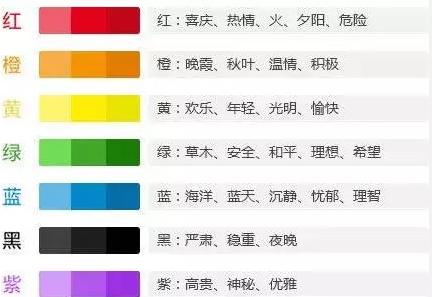 红 红：喜庆、热情、火、夕阳、危险
橙 橙：晚霞、秋叶、温情、积极
黄 黄：欢乐、年轻、光明、愉快
绿 绿：草木、安全、和平、理想、希望
蓝 蓝：海洋、蓝天、沉静、忧郁、理智
黑 黑：严肃、稳重、夜晚
紫 紫：高贵、神秘、优雅